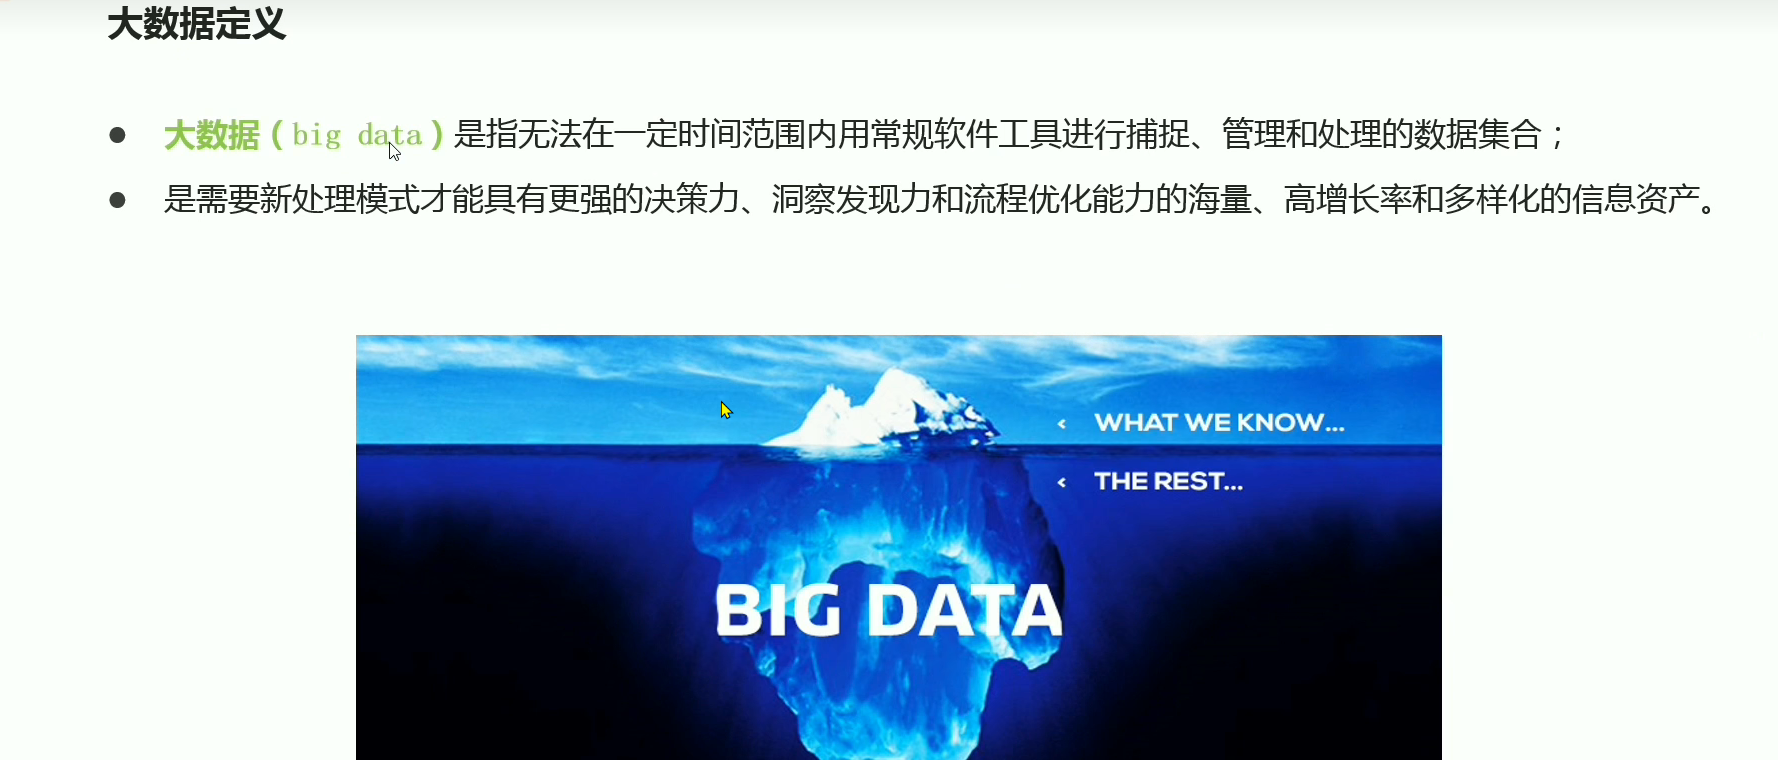 大数据定义
● 大数据（big data）是指无法在一定时间范围内用常规软件工具进行捕捉、管理和处理的数据集合；
● 是需要新处理模式才能具有更强的决策力、洞察发现力和流程优化能力的海量、高增长率和多样化的信息资产。
‹ WHAT WE KNOW...
‹ THE REST...
BIG DATA